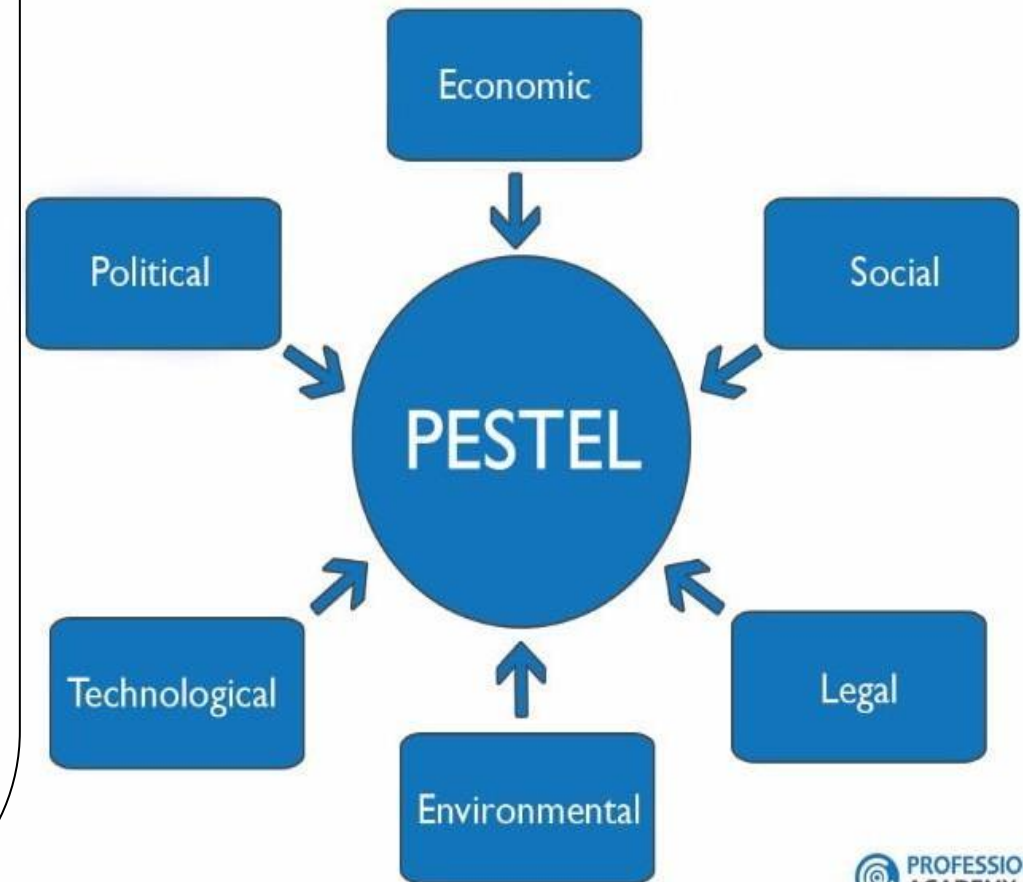 Economic
Political
Social
PESTEL
Technological
Legal
Environmental
PROFESSIO